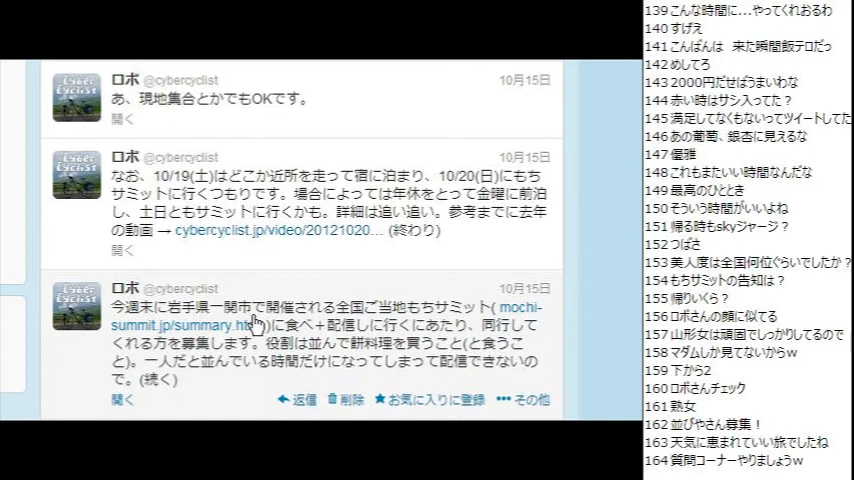 ロボ @cybercyclist 10月15日
あ、現地集合とかでもOKです。
開く
ロボ @cybercyclist 10月15日
なお、10/19(土)はどこか近所を走って宿に泊まり、10/20(日)にもち
サミットに行くつもりです。場合によっては年休をとって金曜に前泊
し、土日ともサミットに行くかも。詳細は追い追い。参考までに去年
の動画 → cybercyclist.jp/video/20121020... (終わり)
開く
ロボ @cybercyclist 10月15日
今週末に岩手県一関市で開催される全国ご当地もちサミット( mochi-
summit.jp/summary.ht )に食べ＋配信しに行くにあたり、同行して
くれる方を募集します。役割は並んで餅料理を買うこと(と食うこ
と)。一人だと並んでいる時間だけになってしまって配信できないの
で。(続く)
開く 返信 削除 ★お気に入りに登録 ••• その他
139 こんな時間に...やってくれおるわ
140 すげえ
141 こんばんは 来た瞬間飯テロだっ
142 めしてろ
143 2000円だせばうまいわな
144 赤い時はサシ入ってた？
145 満足してなくもないってツイートしてた
146 あの葡萄、銀杏に見えるな
147 優雅
148 これもまたいい時間なんだな
149 最高のひととき
150 そういう時間がいいよね
151 帰る時もskyジャージ？
152 つばさ
153 美人度は全国何位ぐらいでしたか？
154 もちサミットの告知は？
155 帰りいくら？
156 ロボさんの顔に似てる
157 山形女は頑固でしっかりしてるので
158 マダムしか見てないからｗ
159 下から2
160 ロボさんチェック
161 熟女
162 並びやさん募集！
163 天気に恵まれていい旅でしたね
164 質問コーナーやりましょうｗ